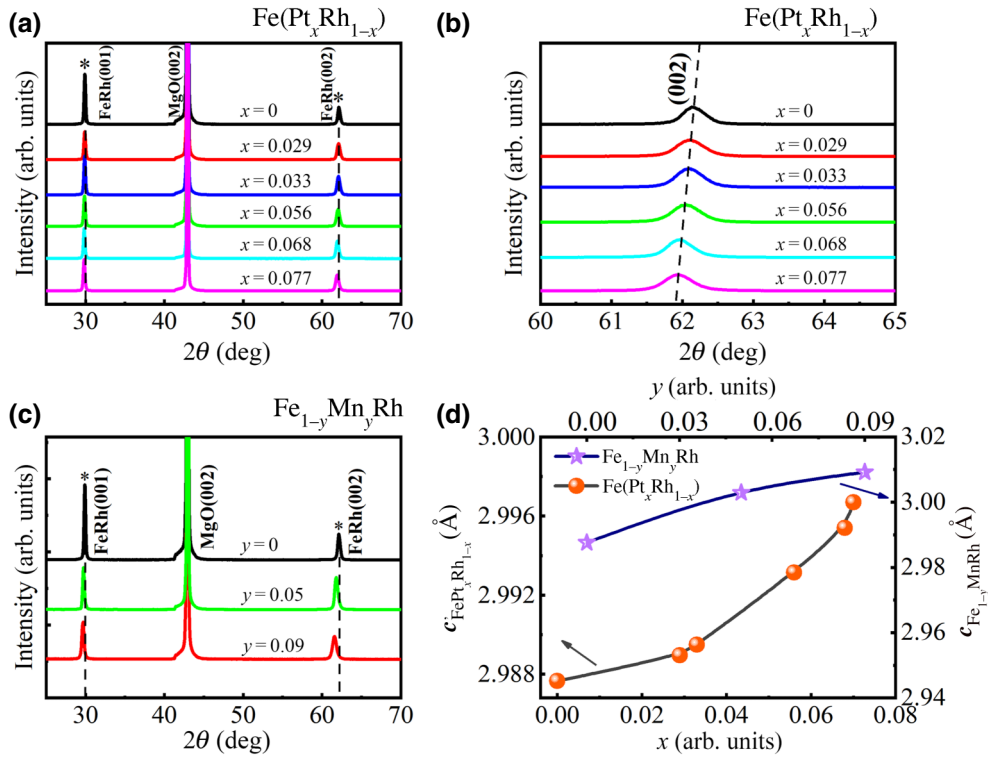 (a)
Fe(PtxRh1−x)
Intensity (arb. units)
* FeRh(001)
MgO(002)
FeRh(002) *
x = 0
x = 0.029
x = 0.033
x = 0.056
x = 0.068
x = 0.077
30 40 50 60 70
2θ (deg)
(b)
Fe(PtxRh1−x)
Intensity (arb. units)
(002)
x = 0
x = 0.029
x = 0.033
x = 0.056
x = 0.068
x = 0.077
60 61 62 63 64 65
2θ (deg)
(c)
Fe1−yMnyRh
Intensity (arb. units)
* FeRh(001)
MgO(002)
* FeRh(002)
y = 0
y = 0.05
y = 0.09
30 40 50 60 70
2θ (deg)
(d)
y (arb. units)
0.00 0.03 0.06 0.09
3.000
2.996
2.992
2.988
cFePtxRh1−x (Å)
Fe1−yMnyRh
Fe(PtxRh1−x)
3.02
3.00
2.98
2.96
2.94
cFe1−yMnRh (Å)
0.00 0.02 0.04 0.06 0.08
x (arb. units)